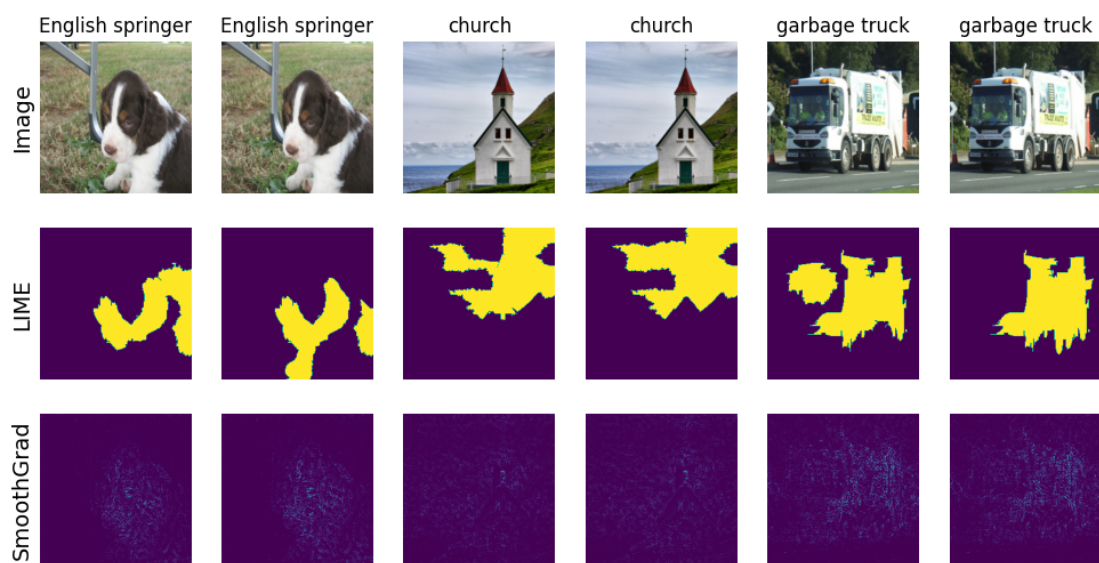 English springer English springer church church garbage truck garbage truck
Image
LIME
SmoothGrad